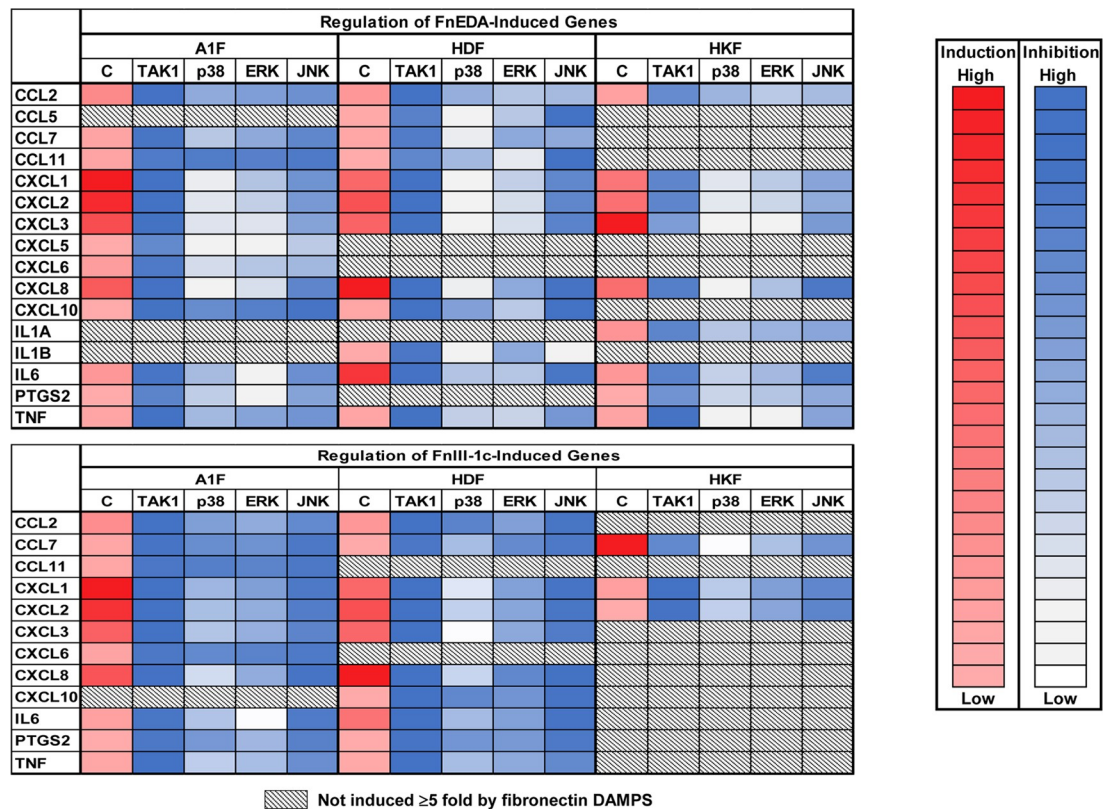 Regulation of FnEDA-Induced Genes
A1F HDF HKF
C TAK1 p38 ERK JNK C TAK1 p38 ERK JNK C TAK1 p38 ERK JNK
CCL2
CCL5
CCL7
CCL11
CXCL1
CXCL2
CXCL3
CXCL5
CXCL6
CXCL8
CXCL10
IL1A
IL1B
IL6
PTGS2
TNF
Regulation of FnIII-1c-Induced Genes
A1F HDF HKF
C TAK1 p38 ERK JNK C TAK1 p38 ERK JNK C TAK1 p38 ERK JNK
CCL2
CCL7
CCL11
CXCL1
CXCL2
CXCL3
CXCL6
CXCL8
CXCL10
IL6
PTGS2
TNF
Not induced ≥5 fold by fibronectin DAMPS
Induction Inhibition
High High
Low Low